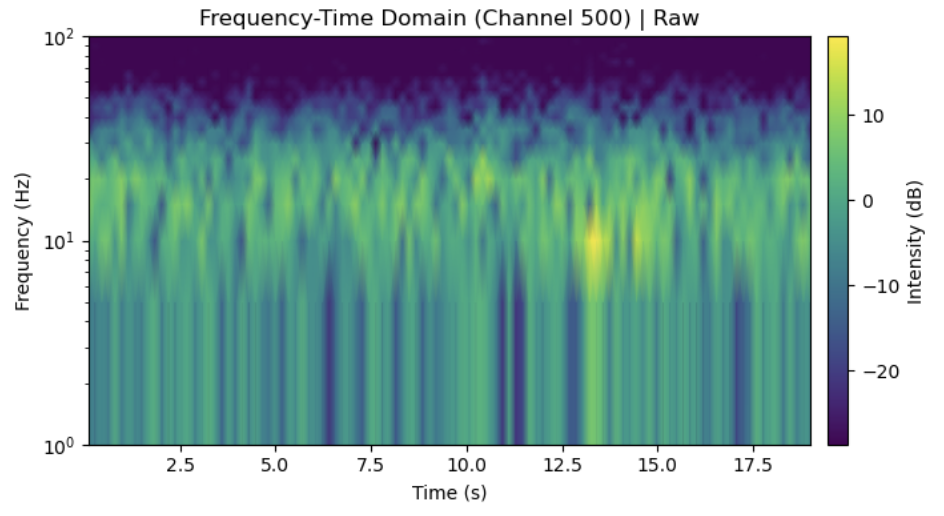 Frequency-Time Domain (Channel 500) | Raw
10²
10¹
10⁰
Frequency (Hz)
2.5 5.0 7.5 10.0 12.5 15.0 17.5
Time (s)
10
0
−10
−20
Intensity (dB)